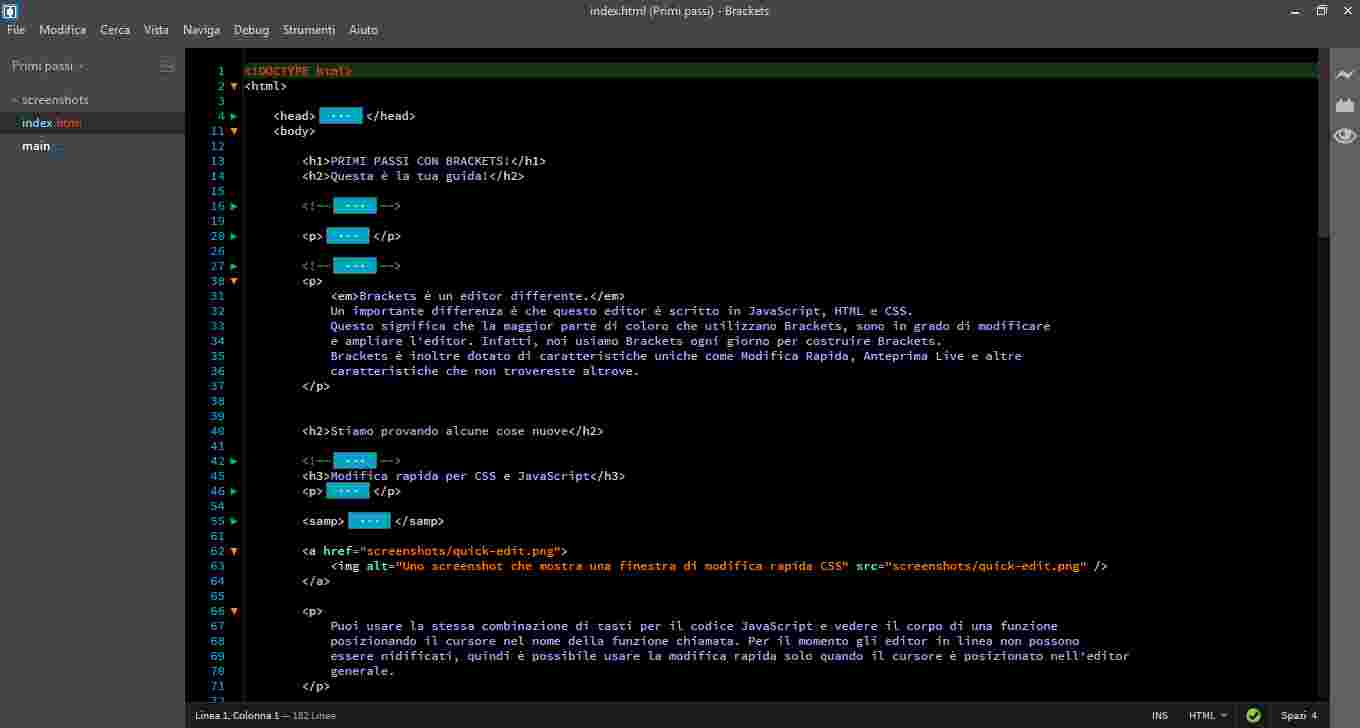 index.html (Primi passi) - Brackets
File Modifica Cerca Vista Naviga Debug Strumenti Aiuto
Primi passi
screenshots
index.html
main
1 <!DOCTYPE html>
2 <html>
3
4 <head> ... </head>
11 <body>
12
13 <h1>PRIMI PASSI CON BRACKETS!</h1>
14 <h2>Questa è la tua guida!</h2>
15
16 <!-- ... -->
19
20 <p> ... </p>
26
27 <!-- ... -->
30 <p>
31 <em>Brackets è un editor differente.</em>
32 Un importante differenza è che questo editor è scritto in JavaScript, HTML e CSS.
33 Questo significa che la maggior parte di coloro che utilizzano Brackets, sono in grado di modificare
34 e ampliare l'editor. Infatti, noi usiamo Brackets ogni giorno per costruire Brackets.
35 Brackets è inoltre dotato di caratteristiche uniche come Modifica Rapida, Anteprima Live e altre
36 caratteristiche che non trovereste altrove.
37 </p>
38
39
40 <h2>Stiamo provando alcune cose nuove</h2>
41
42 <!-- ... -->
45 <h3>Modifica rapida per CSS e JavaScript</h3>
46 <p> ... </p>
54
55 <samp> ... </samp>
61
62 <a href="screenshots/quick-edit.png">
63 <img alt="Uno screenshot che mostra una finestra di modifica rapida CSS" src="screenshots/quick-edit.png" />
64 </a>
65
66 <p>
67 Puoi usare la stessa combinazione di tasti per il codice JavaScript e vedere il corpo di una funzione
68 posizionando il cursore nel nome della funzione chiamata. Per il momento gli editor in linea non possono
69 essere nidificati, quindi è possibile usare la modifica rapida solo quando il cursore è posizionato nell'editor
70 generale.
71 </p>
72
Linea 1, Colonna 1 — 182 Linee
INS HTML Spazi 4